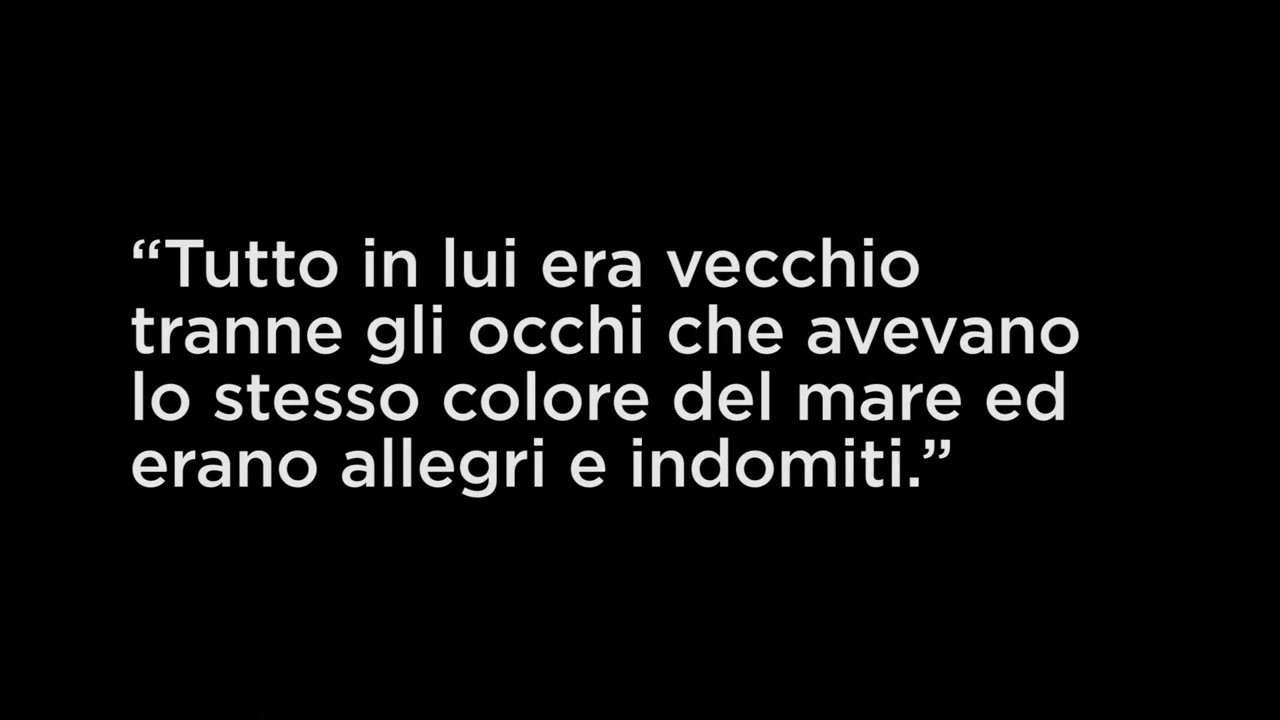 “Tutto in lui era vecchio
tranne gli occhi che avevano
lo stesso colore del mare ed
erano allegri e indomiti.”